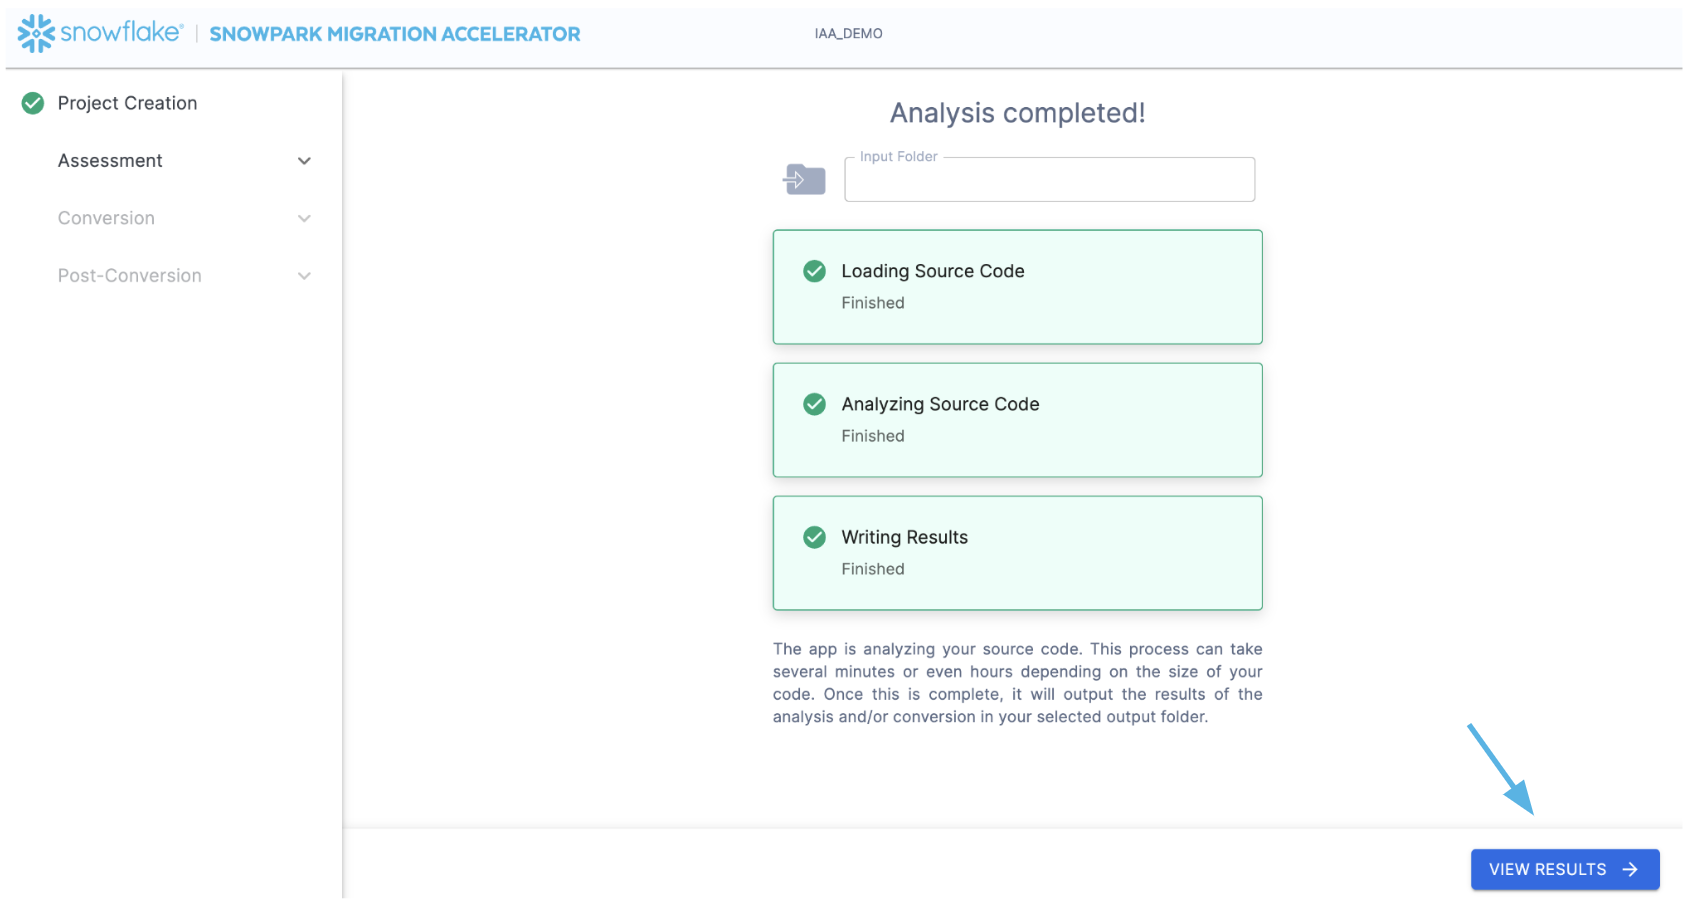 snowflake® | SNOWPARK MIGRATION ACCELERATOR
IAA_DEMO
Project Creation
Assessment
Conversion
Post-Conversion
Analysis completed!
Input Folder
Loading Source Code
Finished
Analyzing Source Code
Finished
Writing Results
Finished
The app is analyzing your source code. This process can take
several minutes or even hours depending on the size of your
code. Once this is complete, it will output the results of the
analysis and/or conversion in your selected output folder.
VIEW RESULTS